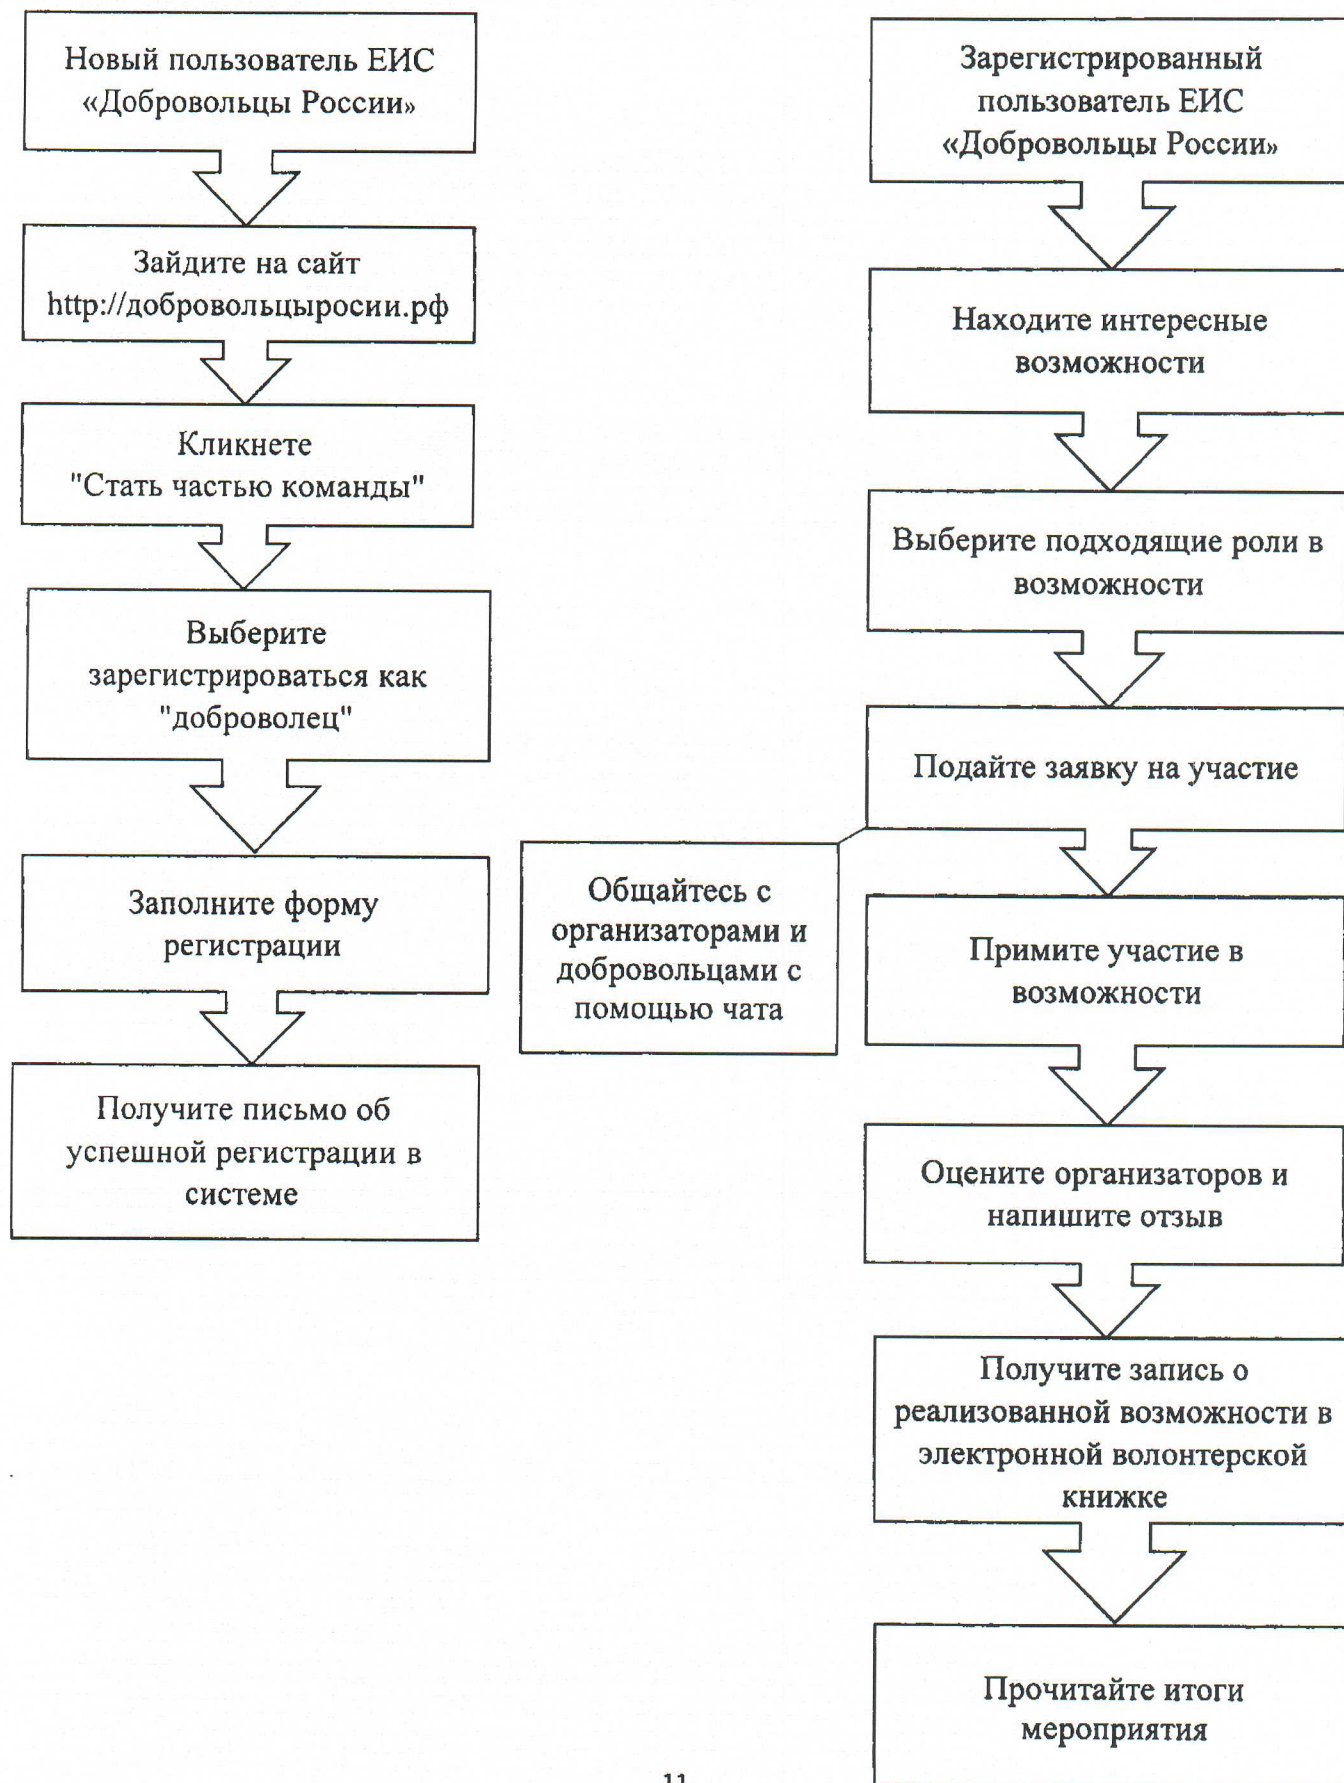 Новый пользователь ЕИС
«Добровольцы России»
Зайдите на сайт
http://добровольцыросии.рф
Кликнете
"Стать частью команды"
Выберите
зарегистрироваться как
"доброволец"
Заполните форму
регистрации
Получите письмо об
успешной регистрации в
системе
Зарегистрированный
пользователь ЕИС
«Добровольцы России»
Находите интересные
возможности
Выберите подходящие роли в
возможности
Подайте заявку на участие
Общайтесь с
организаторами и
добровольцами с
помощью чата
Примите участие в
возможности
Оцените организаторов и
напишите отзыв
Получите запись о
реализованной возможности в
электронной волонтерской
книжке
Прочитайте итоги
мероприятия
11